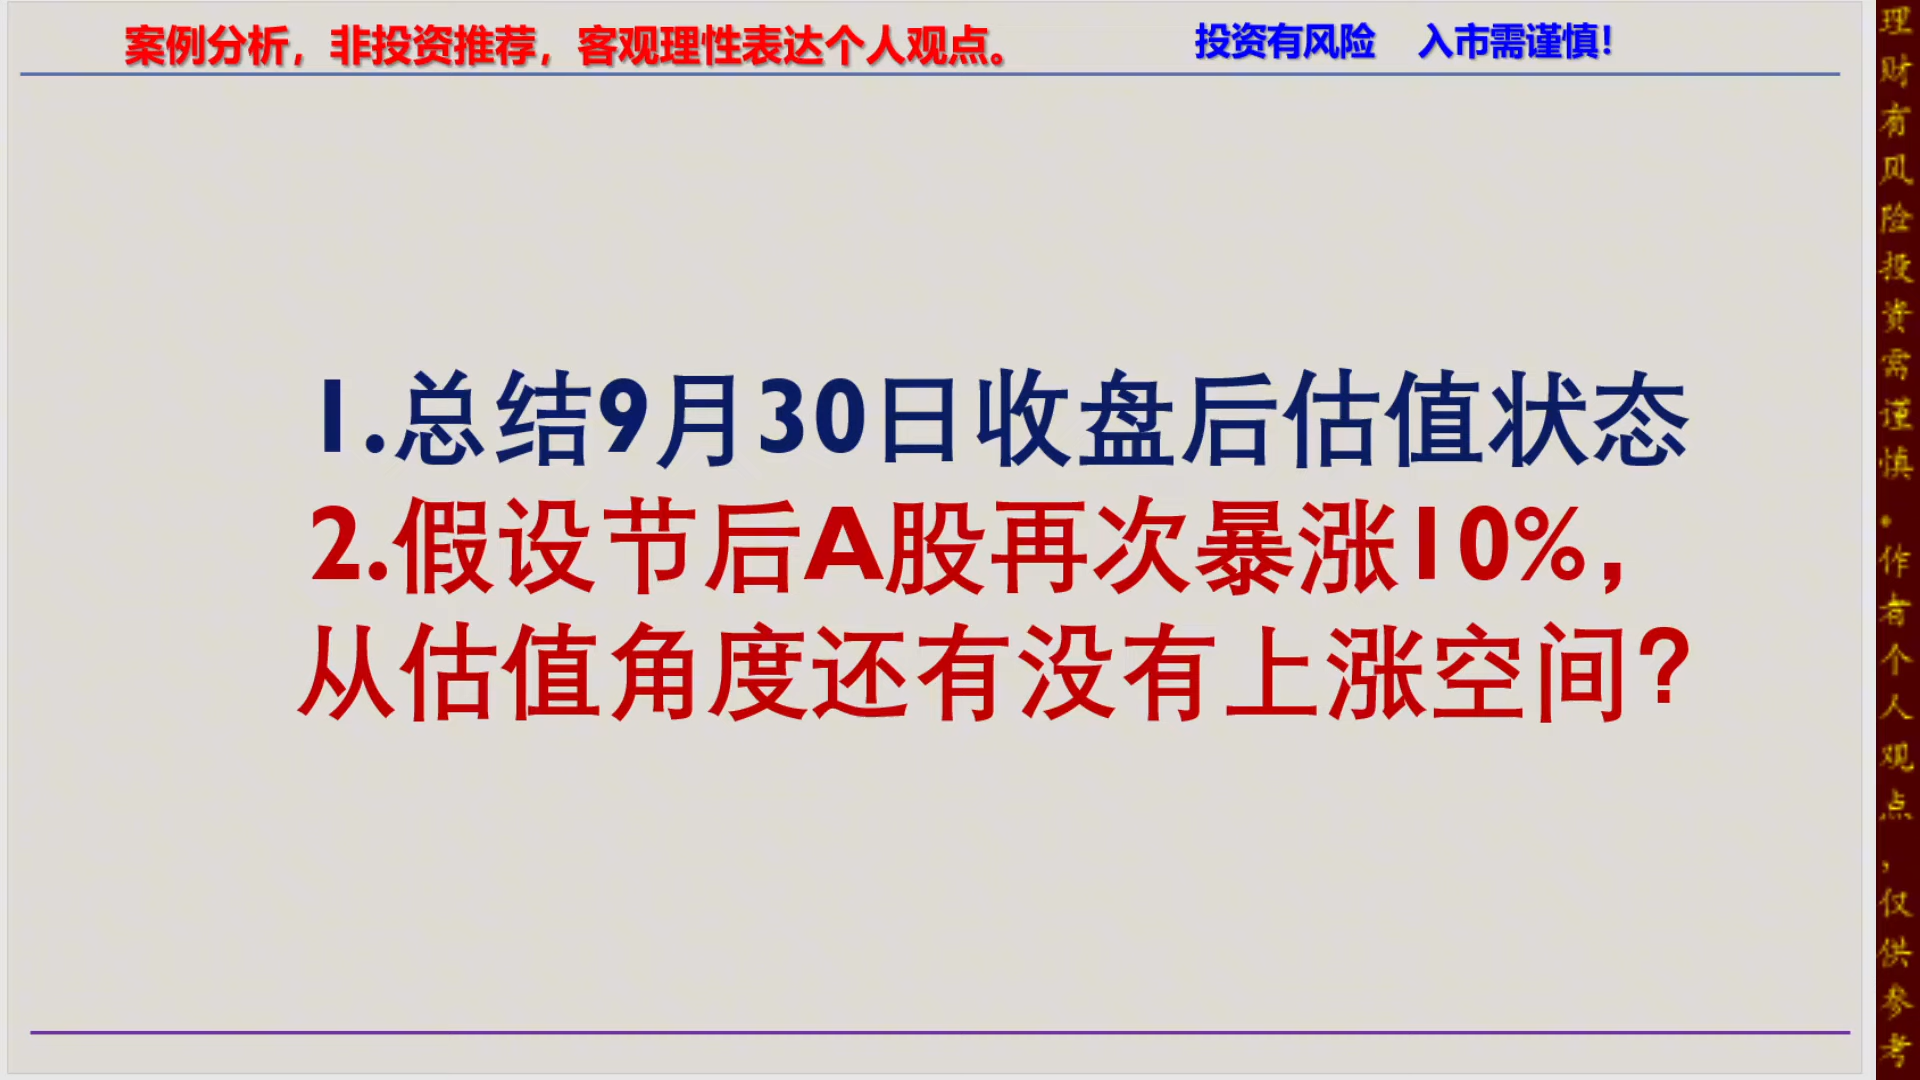 案例分析，非投资推荐，客观理性表达个人观点。
投资有风险 入市需谨慎！
1.总结9月30日收盘后估值状态
2.假设节后A股再次暴涨10%，
从估值角度还有没有上涨空间？
理财有风险投资需谨慎.作者个人观点,仅供参考